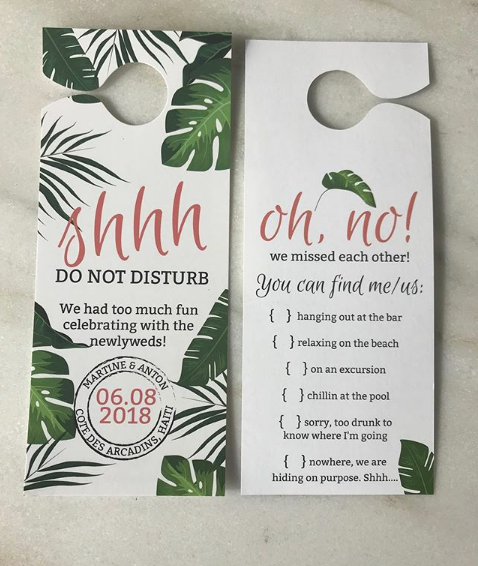 shhh
DO NOT DISTURB
We had too much fun
celebrating with the
newlyweds!
MARTINE & ANTON
06.08
2018
COTE DES ARCADINS, HAITI
oh, no!
we missed each other!
You can find me/us:
{ } hanging out at the bar
{ } relaxing on the beach
{ } on an excursion
{ } chillin at the pool
{ } sorry, too drunk to
know where I'm going
{ } nowhere, we are
hiding on purpose. Shhh....